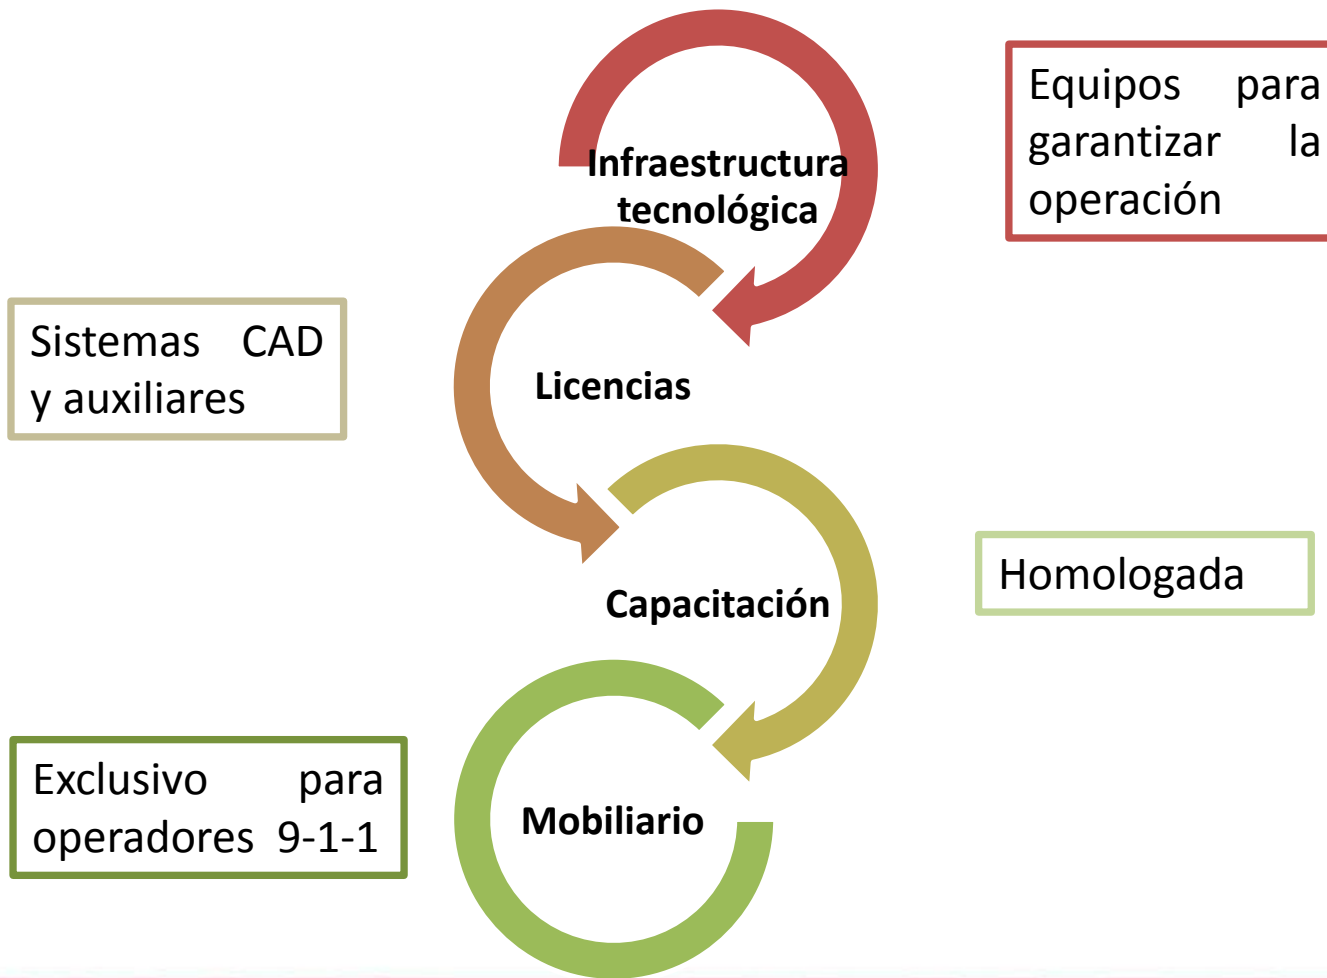 Infraestructura
tecnológica
Equipos para
garantizar la
operación
Sistemas CAD
y auxiliares
Licencias
Capacitación
Homologada
Exclusivo para
operadores 9-1-1
Mobiliario